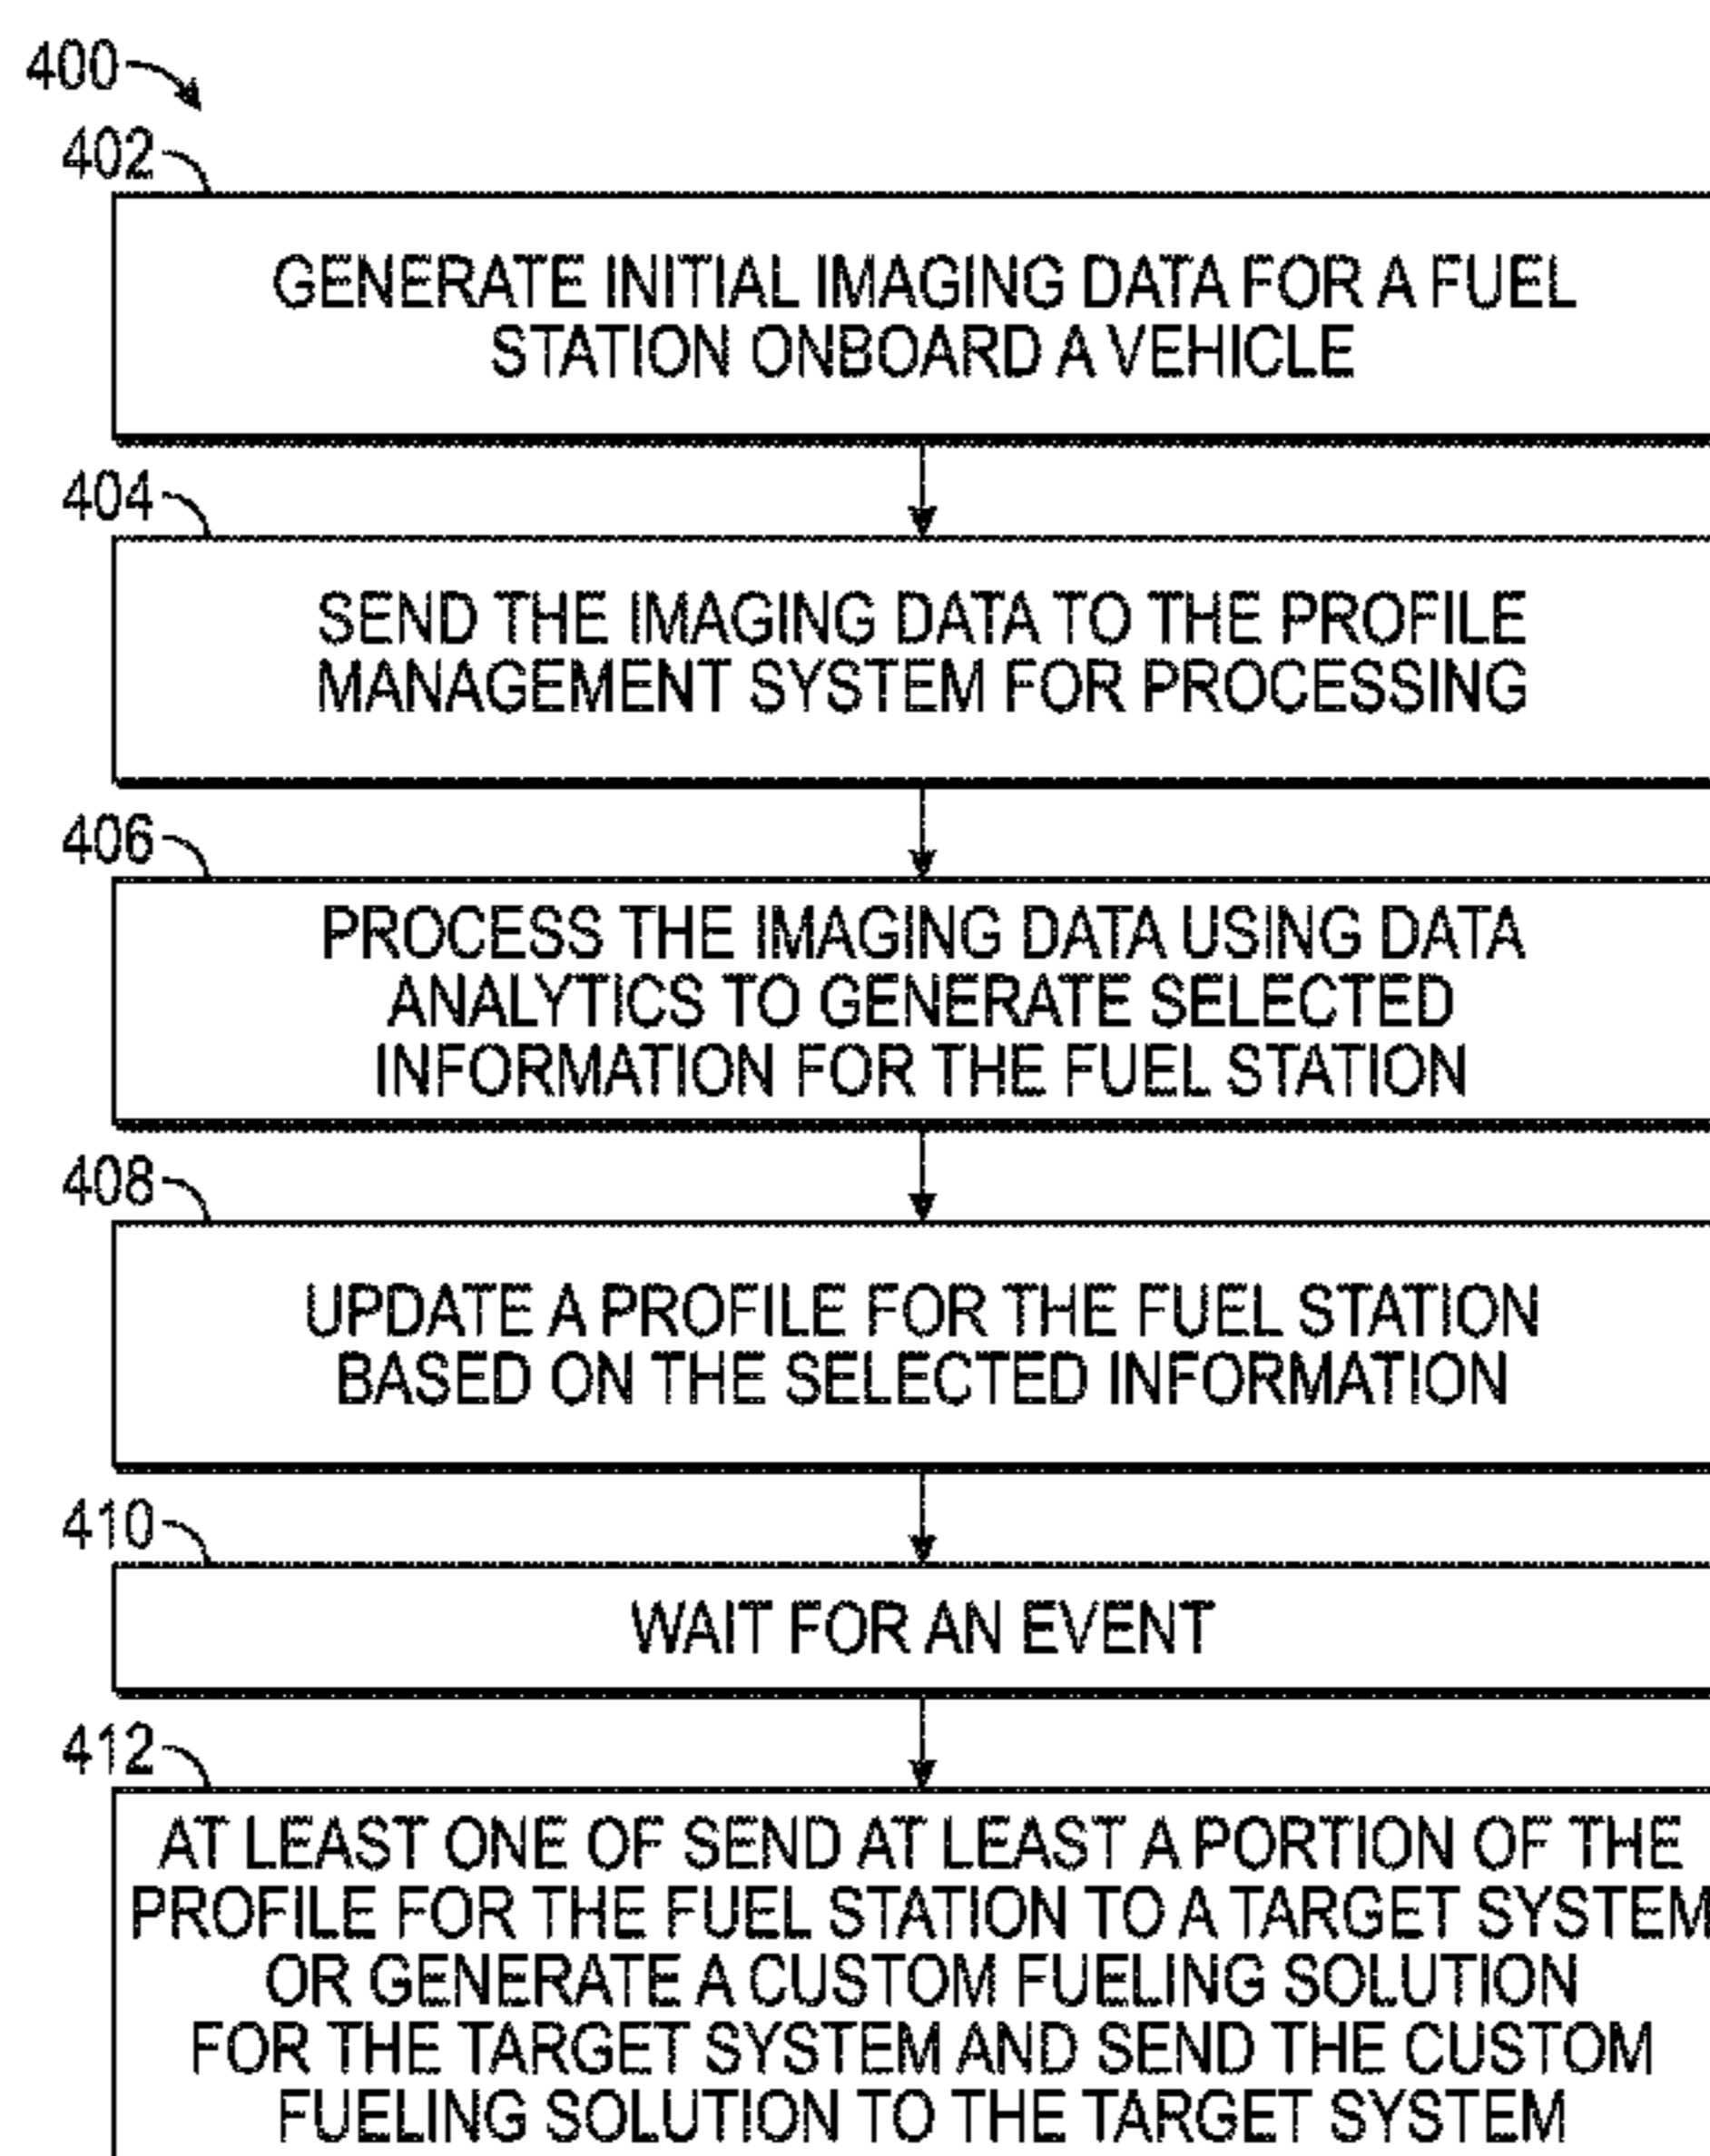 400
402
GENERATE INITIAL IMAGING DATA FOR A FUEL
STATION ONBOARD A VEHICLE
404
SEND THE IMAGING DATA TO THE PROFILE
MANAGEMENT SYSTEM FOR PROCESSING
406
PROCESS THE IMAGING DATA USING DATA
ANALYTICS TO GENERATE SELECTED
INFORMATION FOR THE FUEL STATION
408
UPDATE A PROFILE FOR THE FUEL STATION
BASED ON THE SELECTED INFORMATION
410
WAIT FOR AN EVENT
412
AT LEAST ONE OF SEND AT LEAST A PORTION OF THE
PROFILE FOR THE FUEL STATION TO A TARGET SYSTEM
OR GENERATE A CUSTOM FUELING SOLUTION
FOR THE TARGET SYSTEM AND SEND THE CUSTOM
FUELING SOLUTION TO THE TARGET SYSTEM